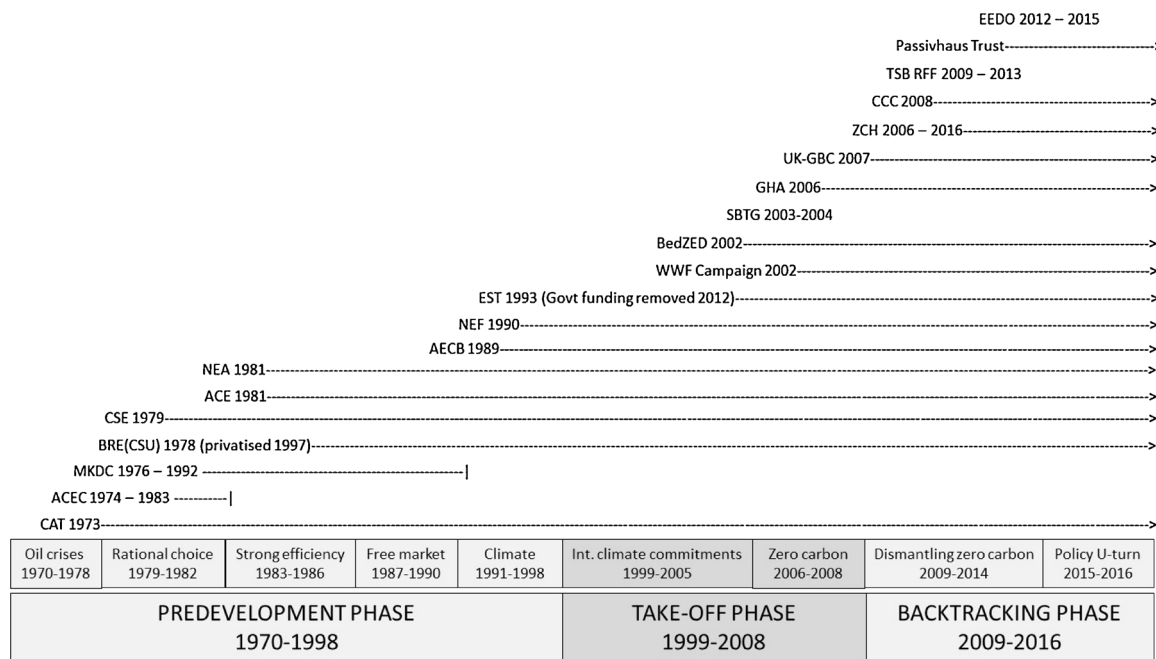 EEDO 2012 – 2015
Passivhaus Trust
TSB RFF 2009 – 2013
CCC 2008
ZCH 2006 – 2016
UK-GBC 2007
GHA 2006
SBTG 2003-2004
BedZED 2002
WWF Campaign 2002
EST 1993 (Govt funding removed 2012)
NEF 1990
AECB 1989
NEA 1981
ACE 1981
CSE 1979
BRE(CSU) 1978 (privatised 1997)
MKDC 1976 – 1992
ACEC 1974 – 1983
CAT 1973
Oil crises
1970-1978
Rational choice
1979-1982
Strong efficiency
1983-1986
Free market
1987-1990
Climate
1991-1998
Int. climate commitments
1999-2005
Zero carbon
2006-2008
Dismantling zero carbon
2009-2014
Policy U-turn
2015-2016
PREDEVELOPMENT PHASE
1970-1998
TAKE-OFF PHASE
1999-2008
BACKTRACKING PHASE
2009-2016